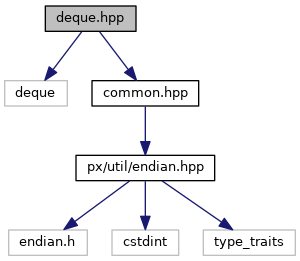 deque.hpp
deque
common.hpp
px/util/endian.hpp
endian.h
cstdint
type_traits